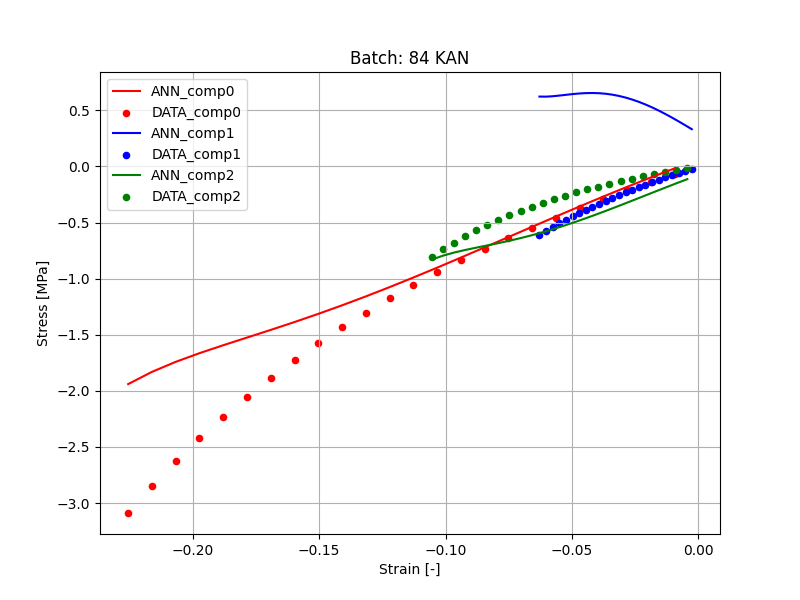 Batch: 84 KAN
ANN_comp0
DATA_comp0
ANN_comp1
DATA_comp1
ANN_comp2
DATA_comp2
0.5
0.0
−0.5
−1.0
−1.5
−2.0
−2.5
−3.0
Stress [MPa]
−0.20
−0.15
−0.10
−0.05
0.00
Strain [-]